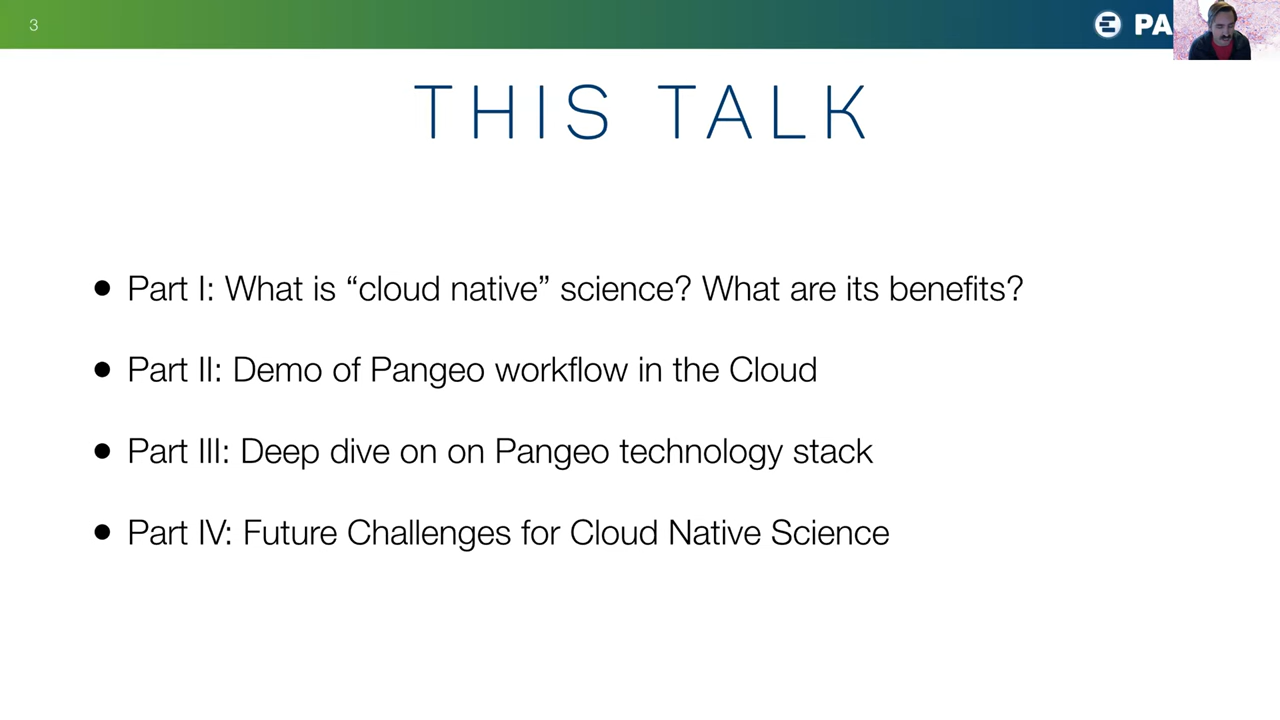 3
PA
THIS TALK
• Part I: What is “cloud native” science? What are its benefits?
• Part II: Demo of Pangeo workflow in the Cloud
• Part III: Deep dive on on Pangeo technology stack
• Part IV: Future Challenges for Cloud Native Science